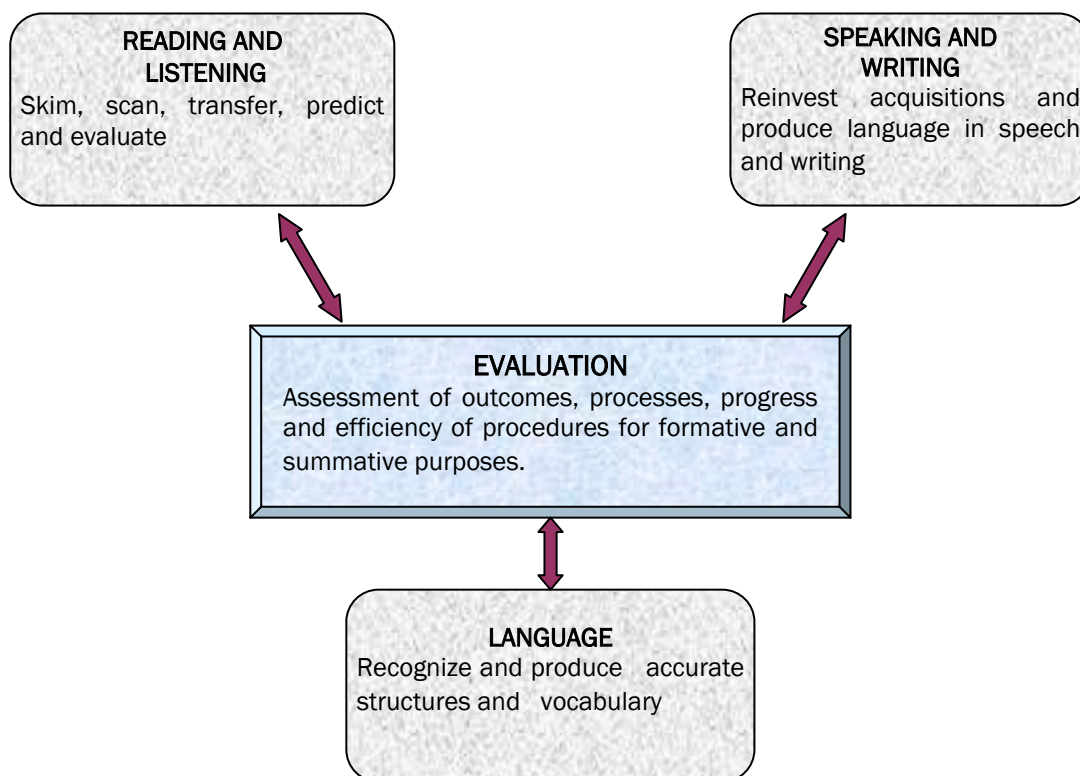 READING AND
LISTENING
Skim, scan, transfer, predict
and evaluate
SPEAKING AND
WRITING
Reinvest acquisitions and
produce language in speech
and writing
EVALUATION
Assessment of outcomes, processes, progress
and efficiency of procedures for formative and
summative purposes.
LANGUAGE
Recognize and produce accurate
structures and vocabulary